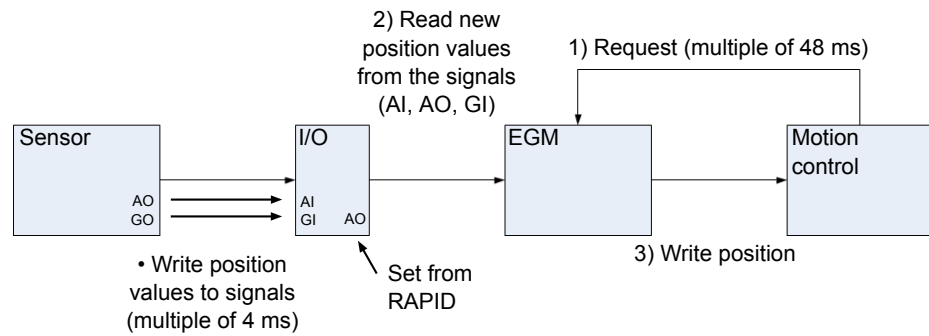 2) Read new
position values
from the signals
(AI, AO, GI)
1) Request (multiple of 48 ms)
Sensor
AO
GO
I/O
AI
GI
AO
EGM
Motion
control
• Write position
values to signals
(multiple of 4 ms)
Set from
RAPID
3) Write position